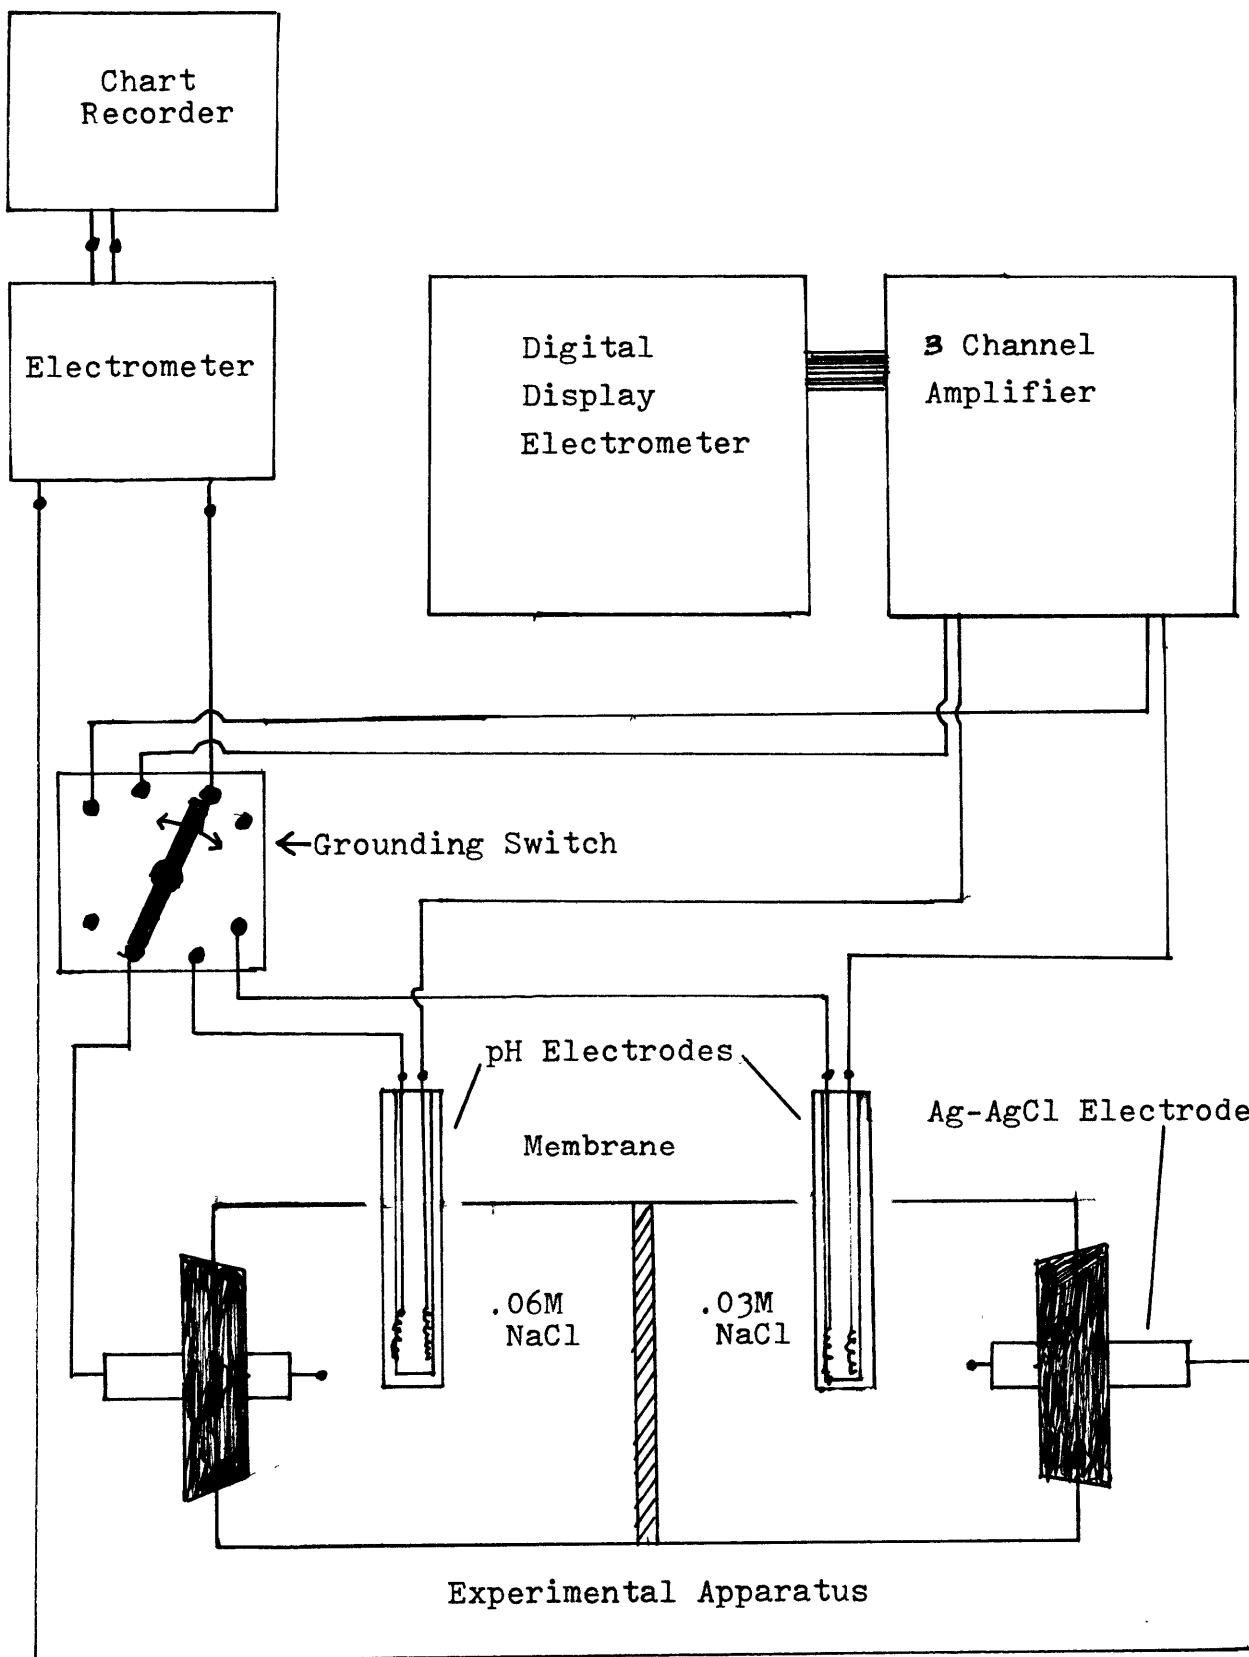 Chart
Recorder
Electrometer
Digital
Display
Electrometer
3 Channel
Amplifier
←Grounding Switch
pH Electrodes
Ag-AgCl Electrode
Membrane
.06M
NaCl
.03M
NaCl
Experimental Apparatus